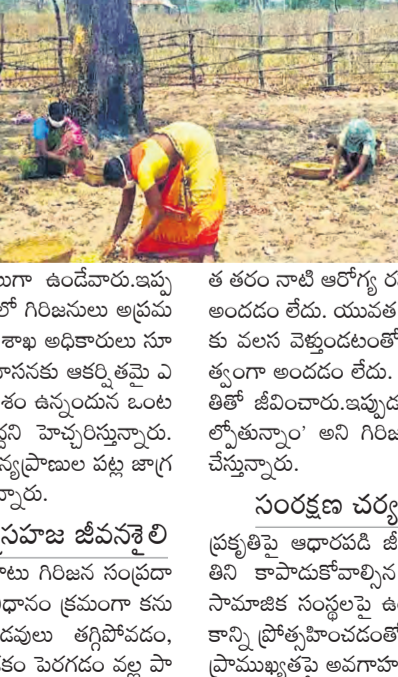 లుగా ఉండేవారు.ఇప్ప
లో గిరిజనులు అప్రమ
శాఖ అధికారులు సూ
వాసనకు ఆకర్షితమై ఎ
శం ఉన్నందున ఒంట
ద్దని హెచ్చరిస్తున్నారు.
న్యప్రాణుల పట్ల జాగ్ర
న్నారు.
సహజ జీవనశైలి
టు గిరిజన సంప్రదా
ధానం క్రమంగా కను
డవులు తగ్గిపోవడం,
కం పెరగడం వల్ల పా
త తరం నాటి ఆరోగ్య ర
అందడం లేదు. యువత
కు వలస వెళ్తుండటంతో
త్వంగా అందడం లేదు.
తితో జీవించారు.ఇప్పుడ
ల్పోతున్నాం' అని గిరిజ
చేస్తున్నారు.
సంరక్షణ చర్య
ప్రకృతిపై ఆధారపడి జీ
తిని కాపాడుకోవాల్సిన
సామాజిక సంస్థలపై ఉ
కాన్ని ప్రోత్సహించడంతో
ప్రాముఖ్యతపై అవగాహ